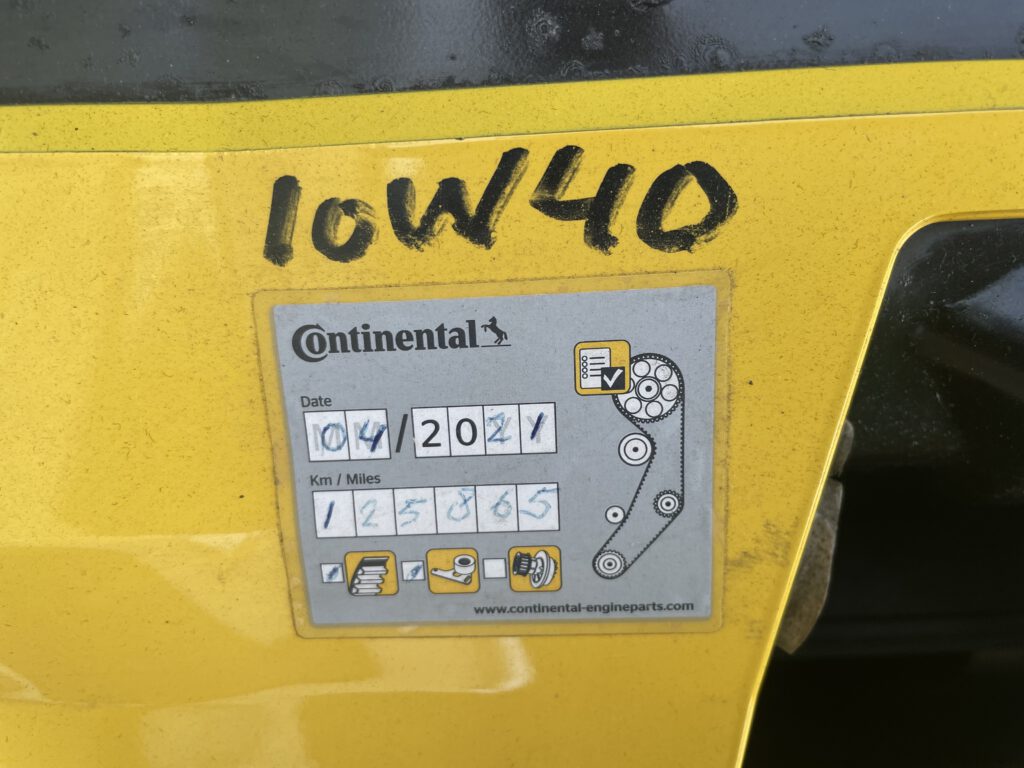 10W40
Continental
Date
04/2021
Km / Miles
125865
www.continental-engineparts.com